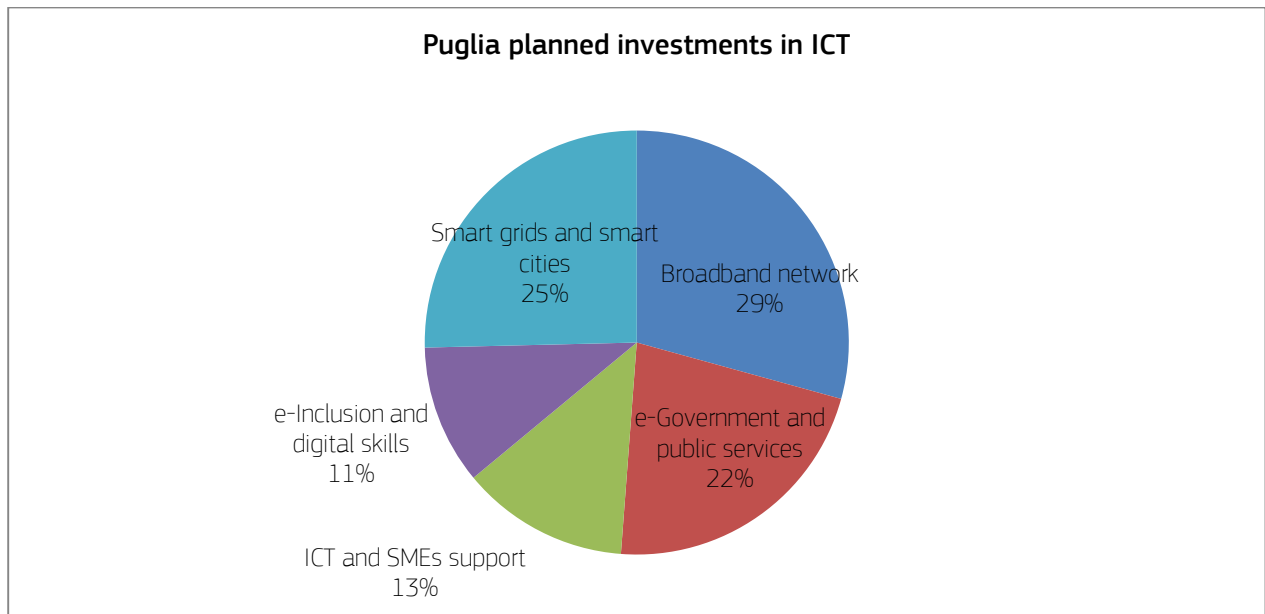 Puglia planned investments in ICT
Smart grids and smart
cities
25%
Broadband network
29%
e-Government and
public services
22%
e-Inclusion and
digital skills
11%
ICT and SMEs support
13%